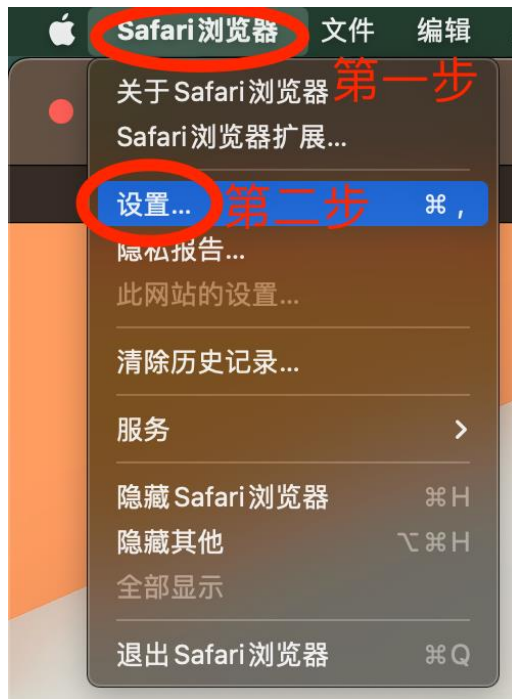 Safari浏览器 文件 编辑
关于Safari浏览器 第一步
Safari浏览器扩展...
设置... 第二步 ⌘ ,
隐私报告...
此网站的设置...
清除历史记录...
服务
隐藏Safari浏览器 ⌘H
隐藏其他 ⌥⌘H
全部显示
退出Safari浏览器 ⌘Q